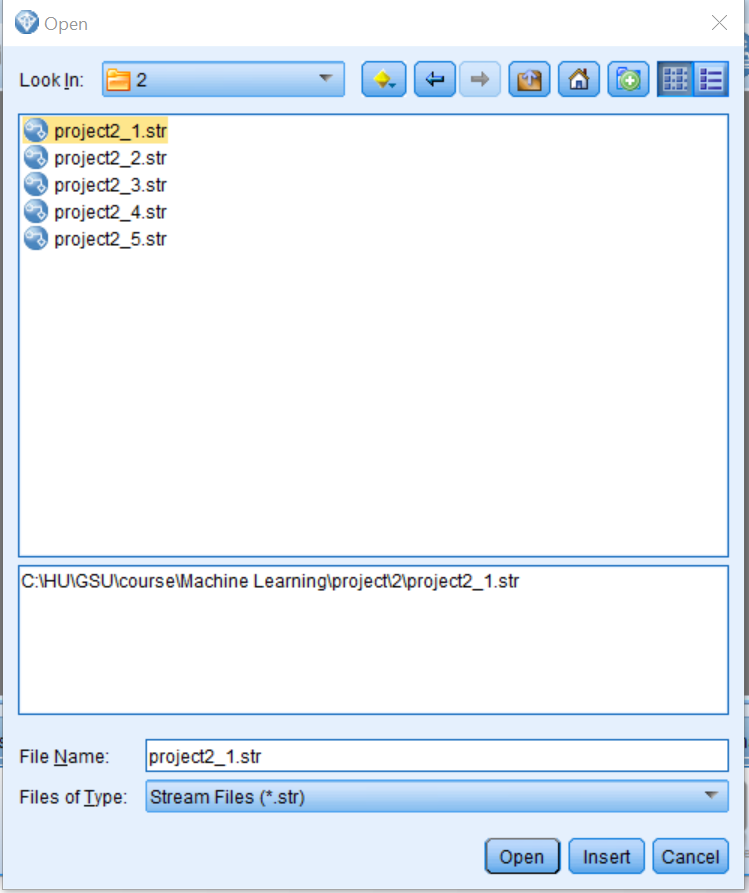 Open
Look In: 2
project2_1.str
project2_2.str
project2_3.str
project2_4.str
project2_5.str
C:\HU\GSU\course\Machine Learning\project\2\project2_1.str
File Name: project2_1.str
Files of Type: Stream Files (*.str)
Open Insert Cancel